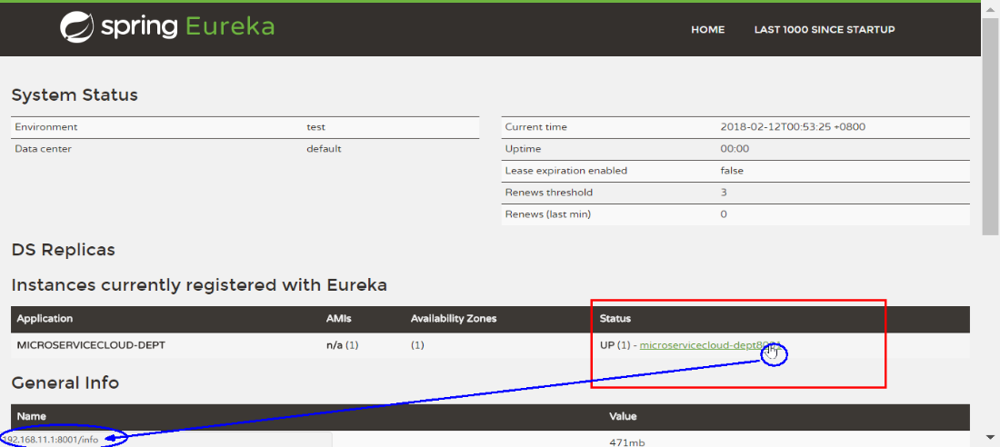 spring Eureka
HOME LAST 1000 SINCE STARTUP
System Status
Environment test
Data center default
Current time 2018-02-12T00:53:25 +0800
Uptime 00:00
Lease expiration enabled false
Renews threshold 3
Renews (last min) 0
DS Replicas
Instances currently registered with Eureka
Application AMIs Availability Zones Status
MICROSERVICECLOUD-DEPT n/a (1) (1) UP (1) - microservicecloud-dept8001
General Info
Name Value
192.168.11.1:8001/info 471mb